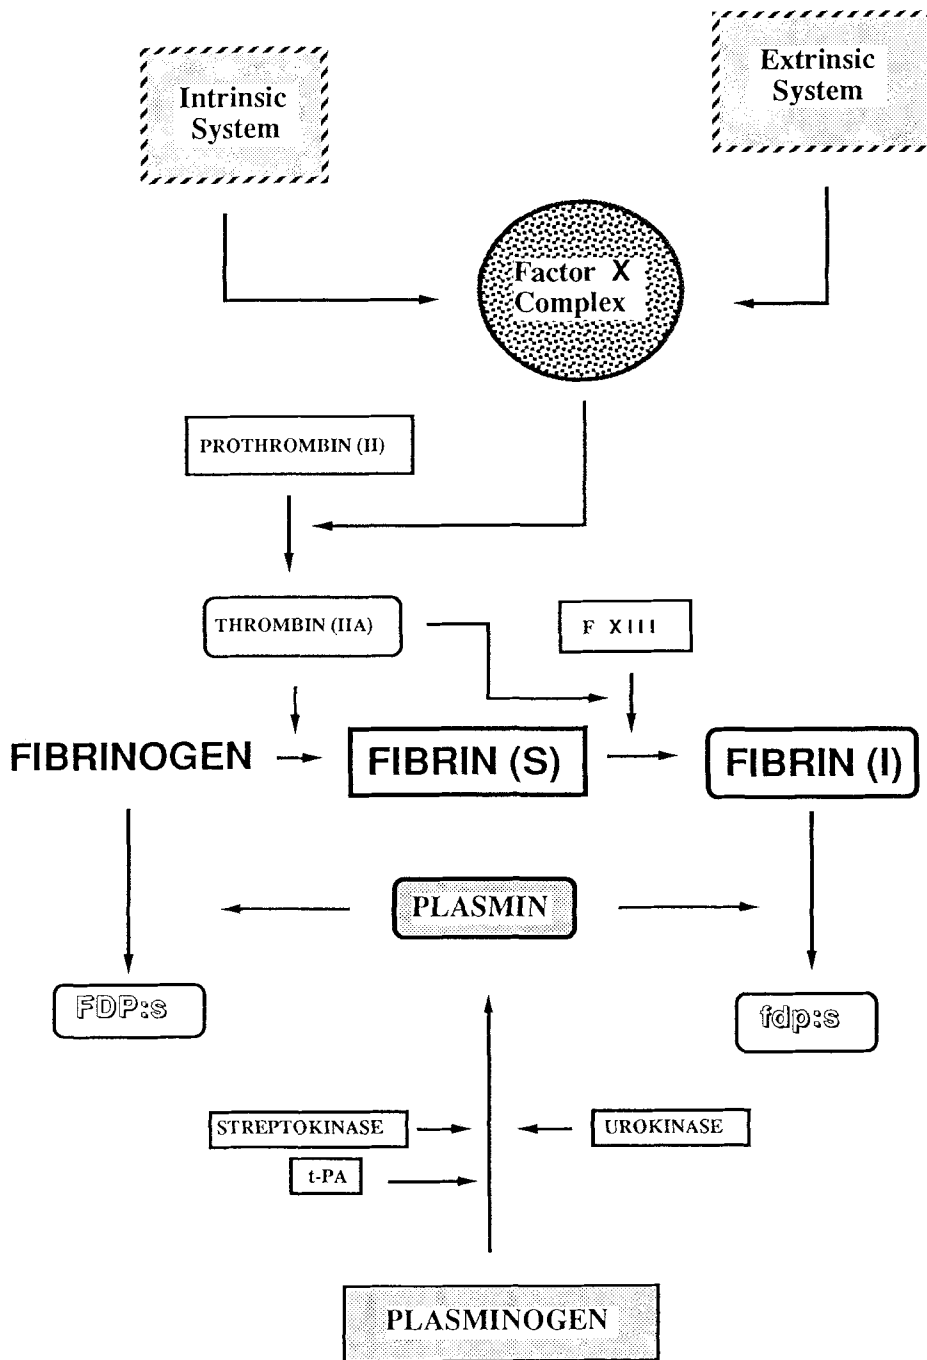 Intrinsic
System
Extrinsic
System
Factor X
Complex
PROTHROMBIN (II)
THROMBIN (IIA)
F XIII
FIBRINOGEN
FIBRIN (S)
FIBRIN (I)
PLASMIN
FDP:s
fdp:s
STREPTOKINASE
UROKINASE
t-PA
PLASMINOGEN